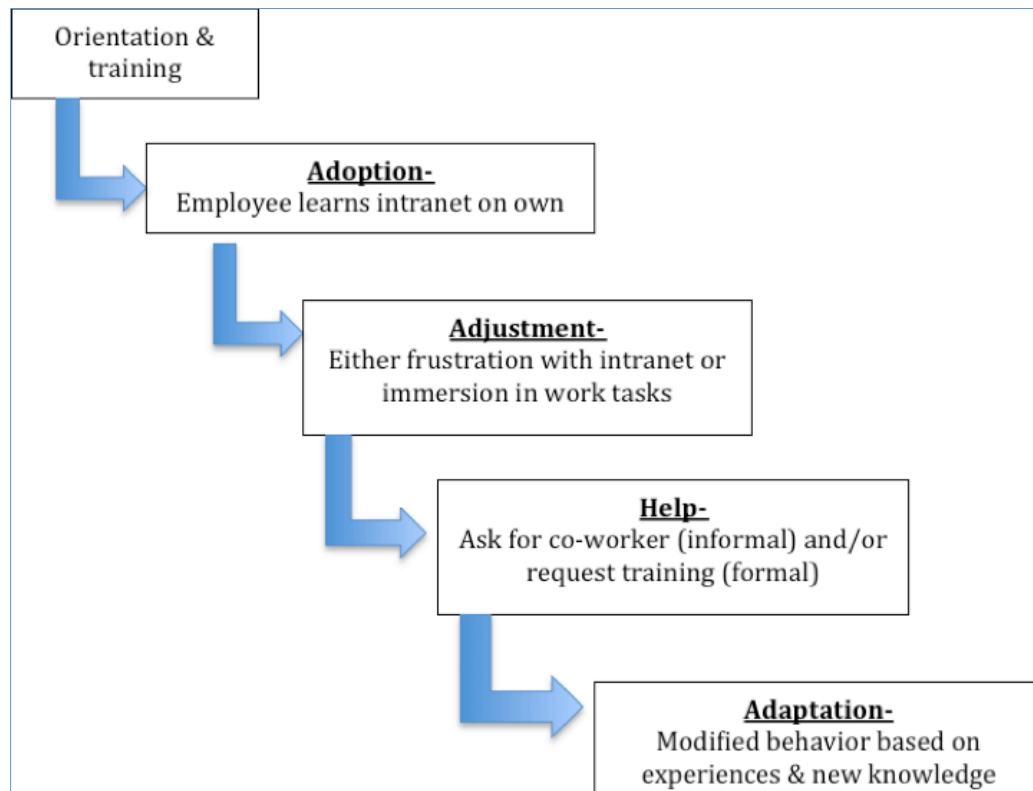 Orientation &
training
Adoption-
Employee learns intranet on own
Adjustment-
Either frustration with intranet or
immersion in work tasks
Help-
Ask for co-worker (informal) and/or
request training (formal)
Adaptation-
Modified behavior based on
experiences & new knowledge